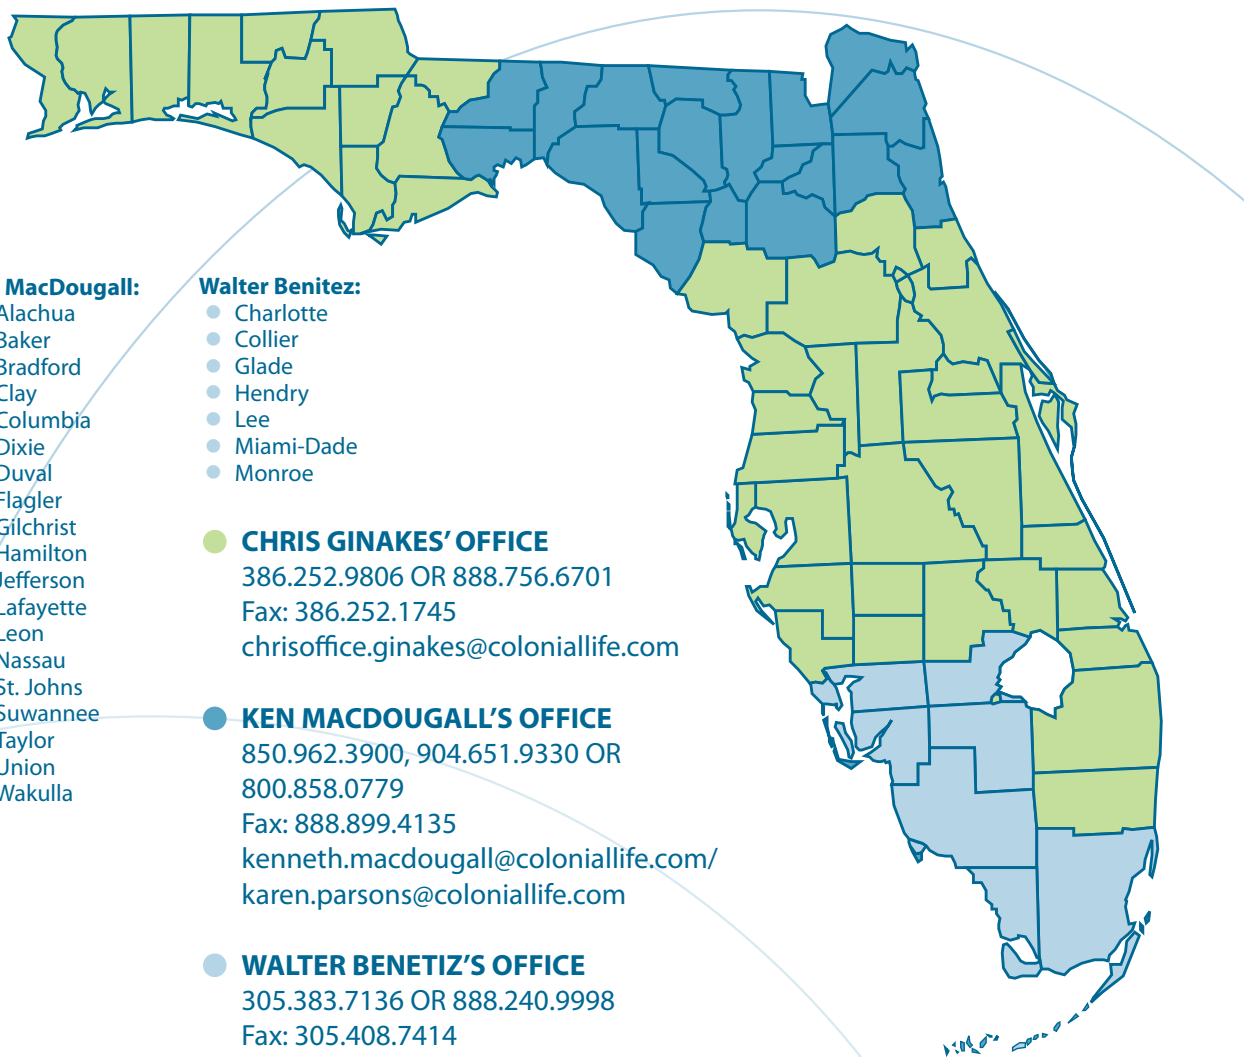 MacDougall:
Alachua
Baker
Bradford
Clay
Columbia
Dixie
Duval
Flagler
Gilchrist
Hamilton
Jefferson
Lafayette
Leon
Nassau
St. Johns
Suwannee
Taylor
Union
Wakulla
Walter Benitez:
Charlotte
Collier
Glade
Hendry
Lee
Miami-Dade
Monroe
CHRIS GINAKES’ OFFICE
386.252.9806 OR 888.756.6701
Fax: 386.252.1745
chrisoffice.ginakes@coloniallife.com
KEN MACDOUGALL’S OFFICE
850.962.3900, 904.651.9330 OR
800.858.0779
Fax: 888.899.4135
kenneth.macdougall@coloniallife.com/
karen.parsons@coloniallife.com
WALTER BENETIZ’S OFFICE
305.383.7136 OR 888.240.9998
Fax: 305.408.7414